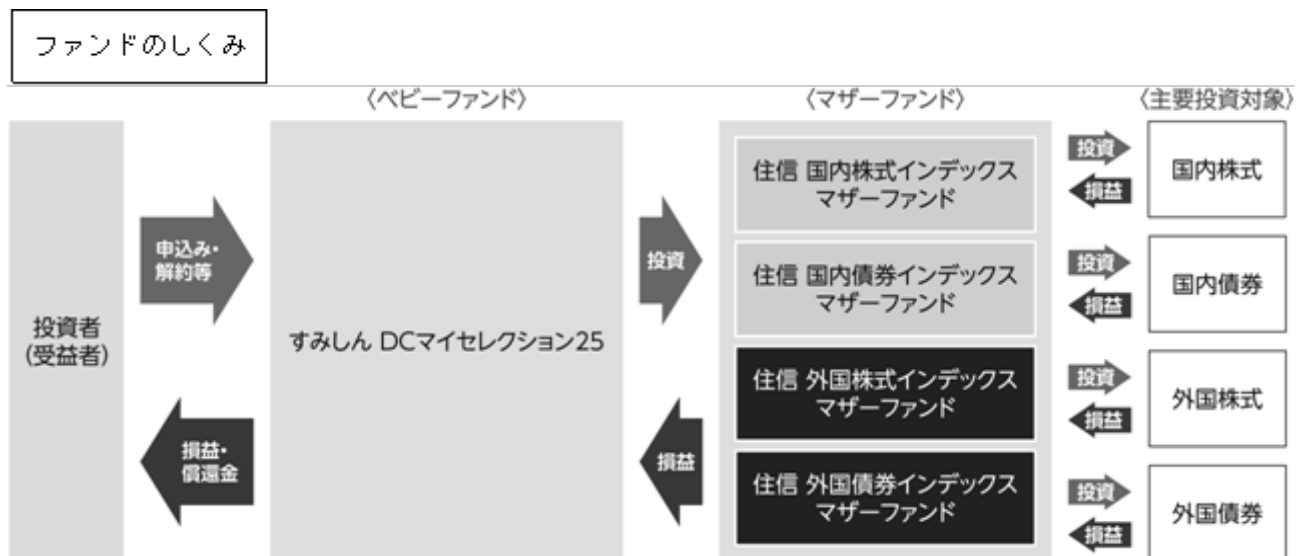 ファンドのしくみ
〈ベビーファンド〉
〈マザーファンド〉
〈主要投資対象〉
投資者
(受益者)
申込み・
解約等
損益・
償還金
すみしん DCマイセレクション25
投資
損益
住信 国内株式インデックス
マザーファンド
投資
損益
国内株式
住信 国内債券インデックス
マザーファンド
投資
損益
国内債券
住信 外国株式インデックス
マザーファンド
投資
損益
外国株式
住信 外国債券インデックス
マザーファンド
投資
損益
外国債券